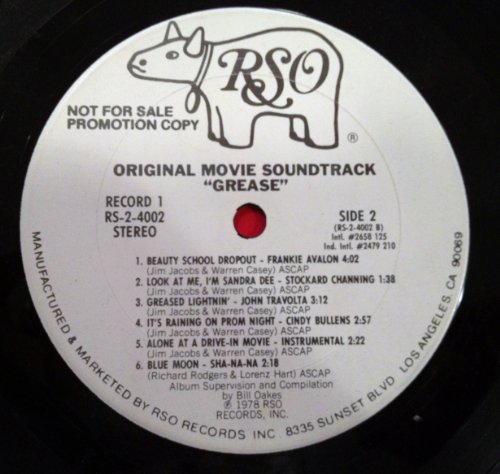 RSO
®
NOT FOR SALE
PROMOTION COPY
ORIGINAL MOVIE SOUNDTRACK
"GREASE"
RECORD 1
RS-2-4002
STEREO
SIDE 2
(RS-2-4002 B)
Intl. #2658 125
Ind. Intl. #2479 210
1. BEAUTY SCHOOL DROPOUT - FRANKIE AVALON 4:02
(Jim Jacobs & Warren Casey) ASCAP
2. LOOK AT ME, I'M SANDRA DEE - STOCKARD CHANNING 1:38
(Jim Jacobs & Warren Casey) ASCAP
3. GREASED LIGHTNIN' - JOHN TRAVOLTA 3:12
(Jim Jacobs & Warren Casey) ASCAP
4. IT'S RAINING ON PROM NIGHT - CINDY BULLENS 2:57
(Jim Jacobs & Warren Casey) ASCAP
5. ALONE AT A DRIVE-IN MOVIE - INSTRUMENTAL 2:22
(Jim Jacobs & Warren Casey) ASCAP
6. BLUE MOON - SHA-NA-NA 2:18
(Richard Rodgers & Lorenz Hart) ASCAP
Album Supervision and Compilation
by Bill Oakes
℗ 1978 RSO
RECORDS, INC.
MANUFACTURED & MARKETED BY RSO RECORDS INC 8335 SUNSET BLVD LOS ANGELES CA 90069